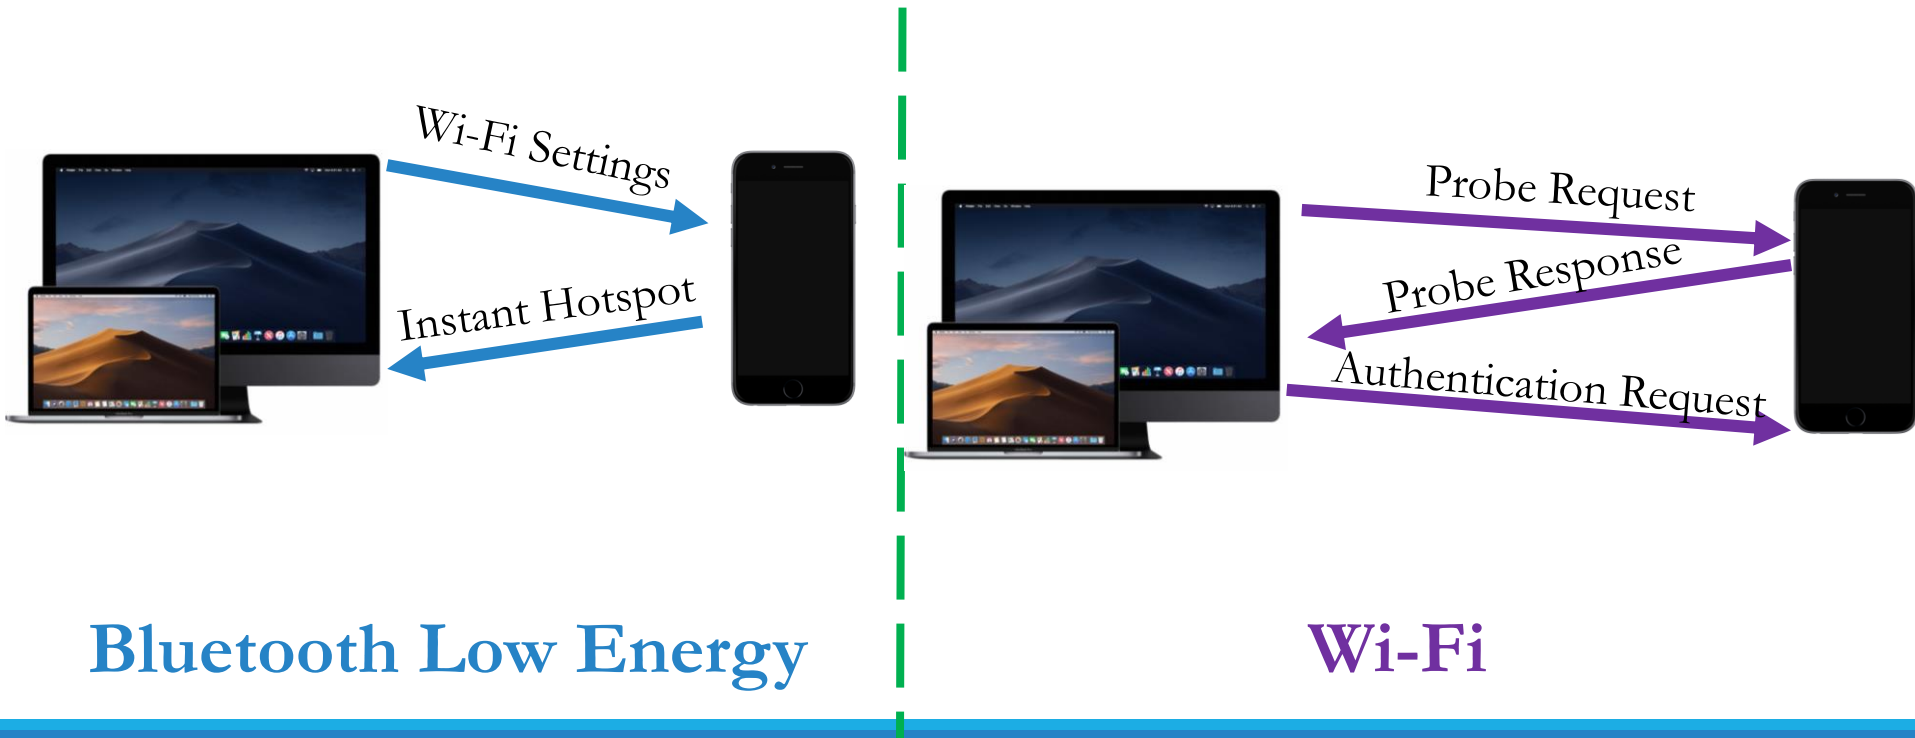 Wi-Fi Settings
Instant Hotspot
Bluetooth Low Energy
Probe Request
Probe Response
Authentication Request
Wi-Fi